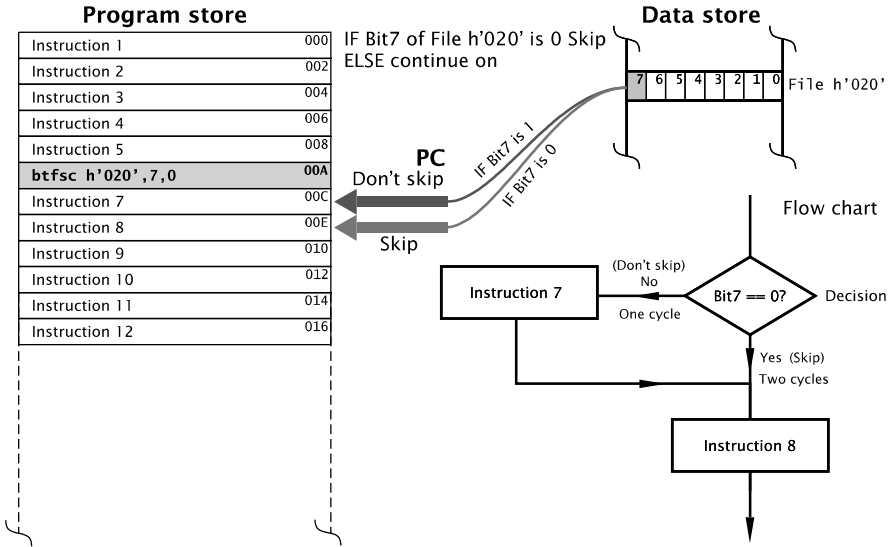 Program store
Data store
Instruction 1 000
Instruction 2 002
Instruction 3 004
Instruction 4 006
Instruction 5 008
btfsc h'020',7,0 00A
Instruction 7 00C
Instruction 8 00E
Instruction 9 010
Instruction 10 012
Instruction 11 014
Instruction 12 016
IF Bit7 of File h'020' is 0 Skip
ELSE continue on
7 6 5 4 3 2 1 0
File h'020'
PC
Don't skip
Skip
IF Bit7 is 1
IF Bit7 is 0
Flow chart
Bit7 == 0?
Decision
(Don't skip)
No
One cycle
Instruction 7
Yes (Skip)
Two cycles
Instruction 8